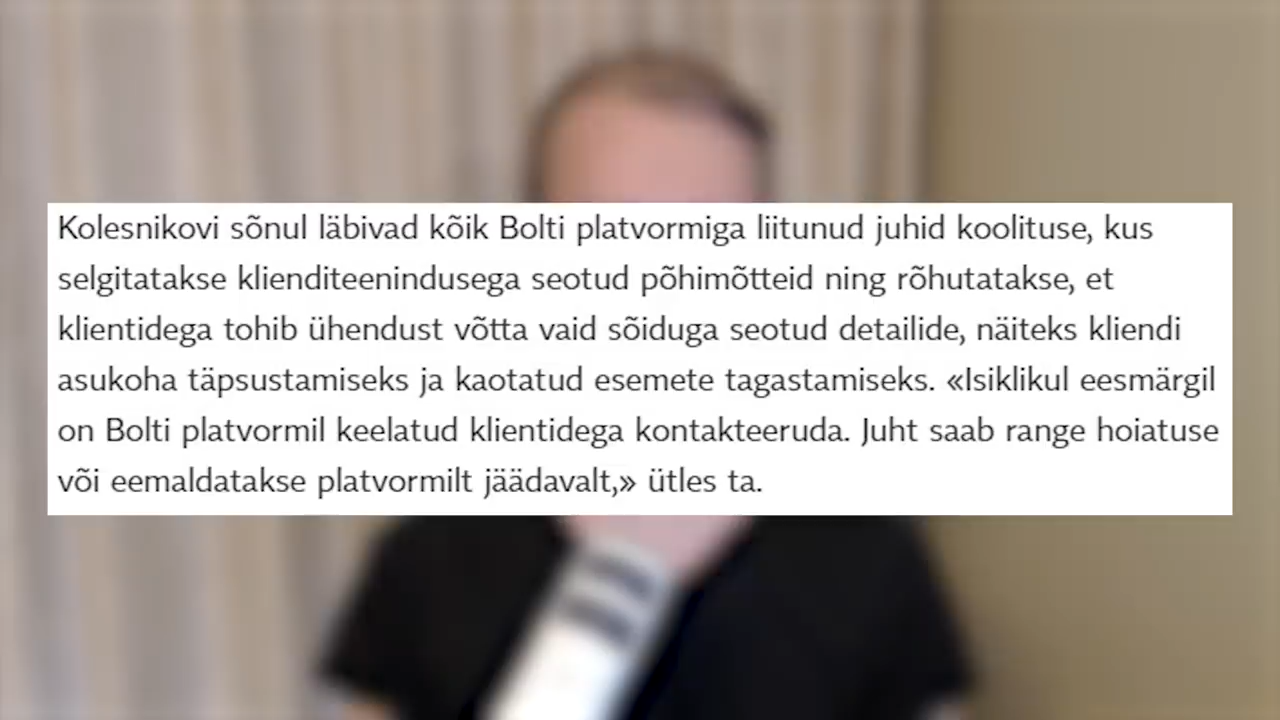 Kolesnikovi sõnul läbivad kõik Bolti platvormiga liitunud juhid koolituse, kus
selgitatakse klienditeenindusega seotud põhimõtteid ning rõhutatakse, et
klientidega tohib ühendust võtta vaid sõiduga seotud detailide, näiteks kliendi
asukoha täpsustamiseks ja kaotatud esemete tagastamiseks. «Isiklikul eesmärgil
on Bolti platvormil keelatud klientidega kontakteeruda. Juht saab range hoiatuse
või eemaldatakse platvormilt jäädavalt,» ütles ta.